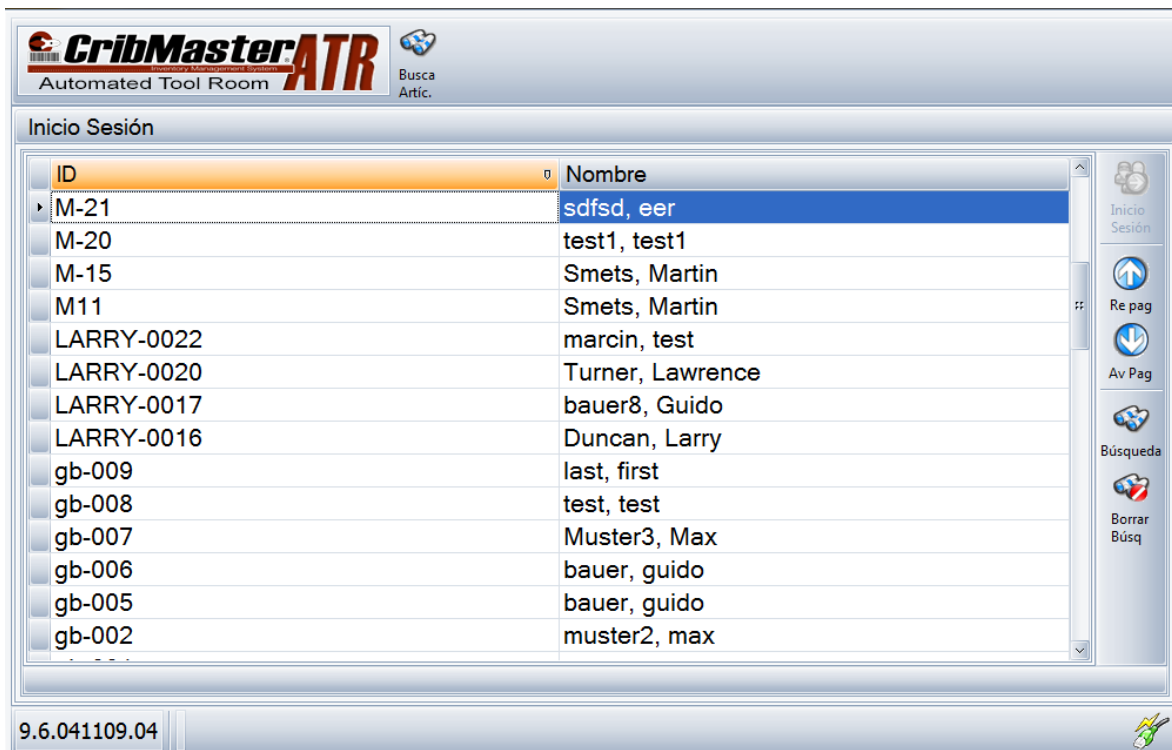 CribMaster ATR
Inventory Management System
Automated Tool Room
Busca
Artíc.
Inicio Sesión
ID Nombre
M-21 sdfsd, eer
M-20 test1, test1
M-15 Smets, Martin
M11 Smets, Martin
LARRY-0022 marcin, test
LARRY-0020 Turner, Lawrence
LARRY-0017 bauer8, Guido
LARRY-0016 Duncan, Larry
gb-009 last, first
gb-008 test, test
gb-007 Muster3, Max
gb-006 bauer, guido
gb-005 bauer, guido
gb-002 muster2, max
Inicio
Sesión
Re pag
Av Pag
Búsqueda
Borrar
Búsq
9.6.041109.04